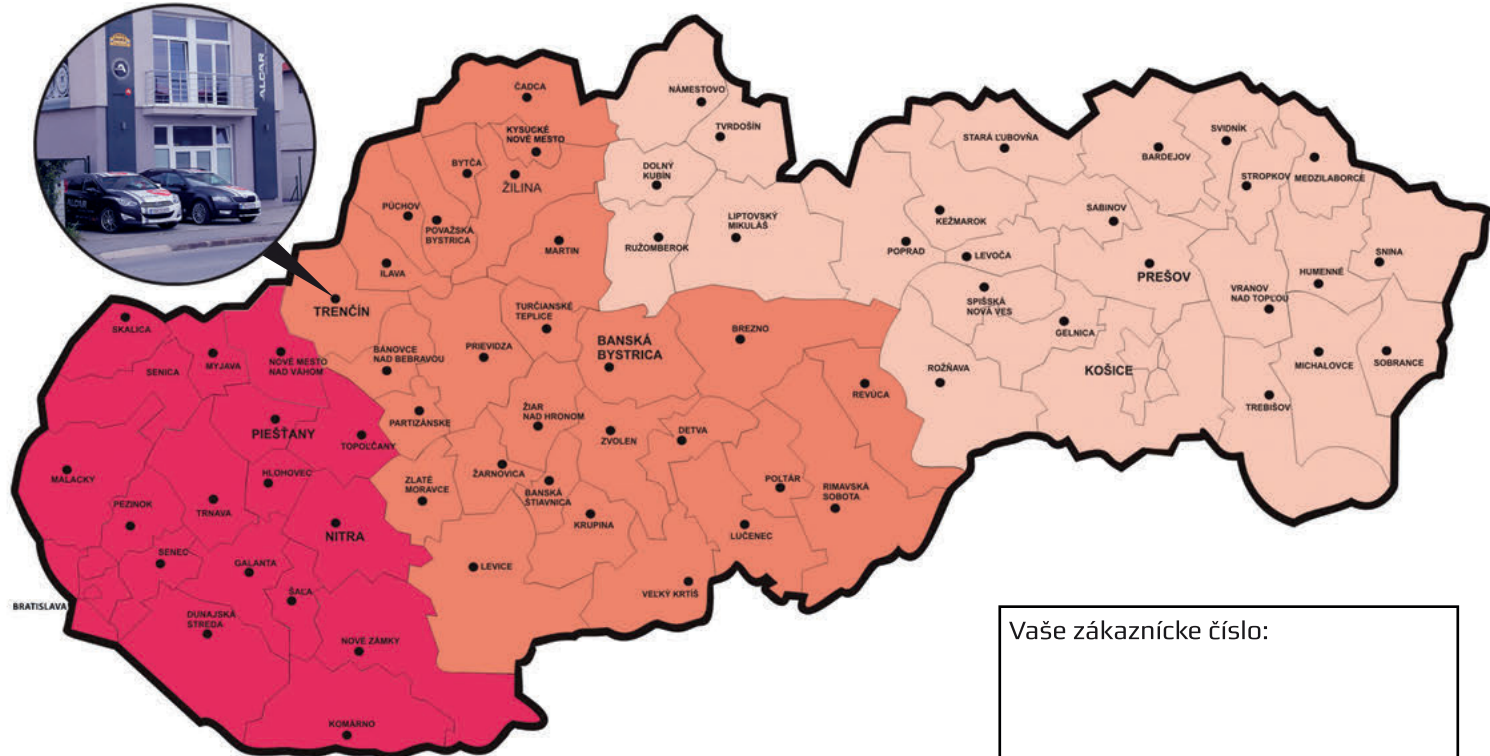 ALCAR
ČADCA
NÁMESTOVO
TVRDOŠÍN
KYSUCKÉ
NOVÉ MESTO
BYTČA
ŽILINA
DOLNÝ
KUBÍN
STARÁ ĽUBOVŇA
BARDEJOV
SVIDNÍK
STROPKOV
MEDZILABORCE
PÚCHOV
POVAŽSKÁ
BYSTRICA
MARTIN
RUŽOMBEROK
LIPTOVSKÝ
MIKULÁŠ
KEŽMAROK
SABINOV
POPRAD
LEVOČA
PREŠOV
SNINA
HUMENNÉ
ILAVA
TRENČÍN
TURČIANSKE
TEPLICE
SPIŠSKÁ
NOVÁ VES
GELNICA
VRANOV
NAD TOPĽOU
SKALICA
SENICA
MYJAVA
NOVÉ MESTO
NAD VÁHOM
BÁNOVCE
NAD BEBRAVOU
PRIEVIDZA
BANSKÁ
BYSTRICA
BREZNO
REVÚCA
ROŽŇAVA
KOŠICE
MICHALOVCE
SOBRANCE
TREBIŠOV
PIEŠŤANY
TOPOĽČANY
PARTIZÁNSKE
ŽIAR
NAD HRONOM
ZVOLEN
DETVA
MALACKY
HLOHOVEC
ZLATÉ
MORAVCE
ŽARNOVICA
BANSKÁ
ŠTIAVNICA
POLTÁR
RIMAVSKÁ
SOBOTA
PEZINOK
TRNAVA
NITRA
KRUPINA
LUČENEC
SENEC
GALANTA
LEVICE
VEĽKÝ KRTÍŠ
BRATISLAVA
ŠAĽA
DUNAJSKÁ
STREDA
NOVÉ ZÁMKY
KOMÁRNO
Vaše zákaznícke číslo: